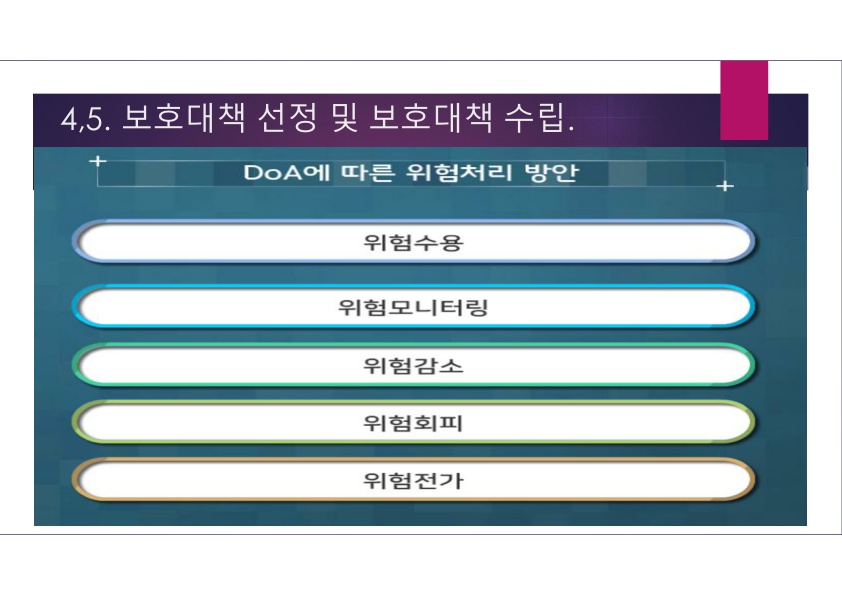 4,5. 보호대책 선정 및 보호대책 수립.
DoA에 따른 위험처리 방안
위험수용
위험모니터링
위험감소
위험회피
위험전가